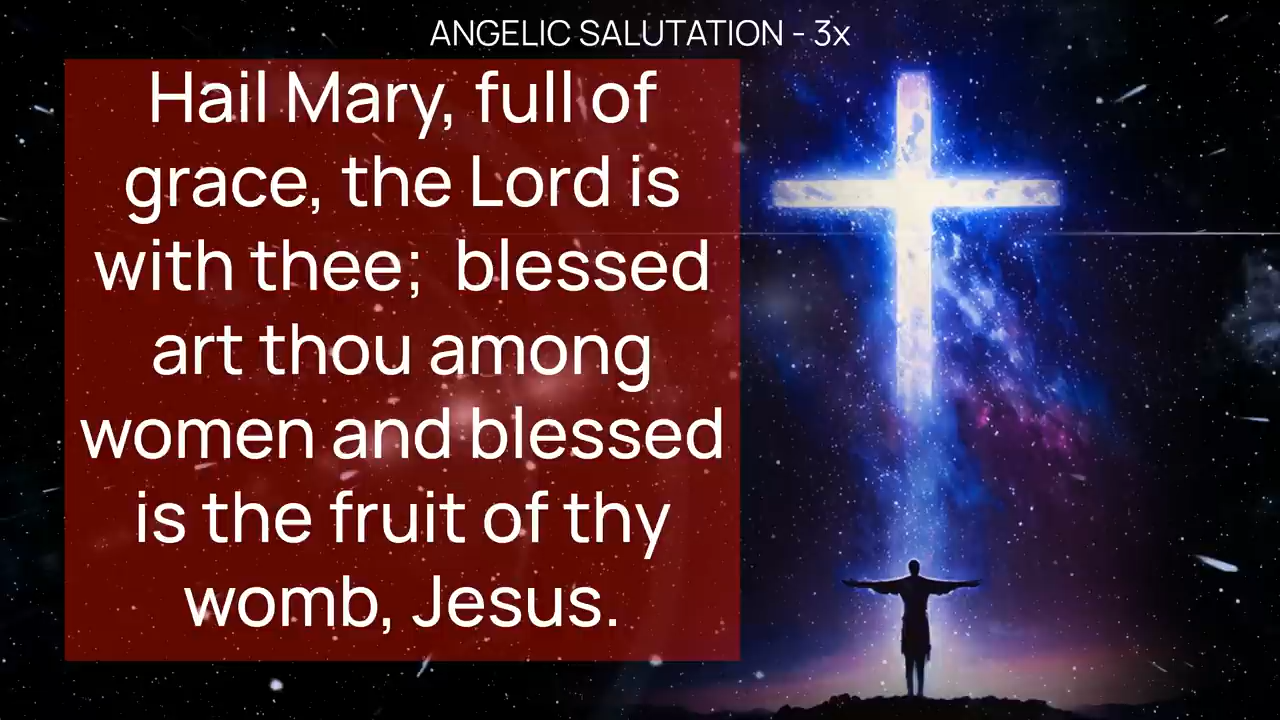 ANGELIC SALUTATION - 3x
Hail Mary, full of
grace, the Lord is
with thee;  blessed
art thou among
women and blessed
is the fruit of thy
womb, Jesus.